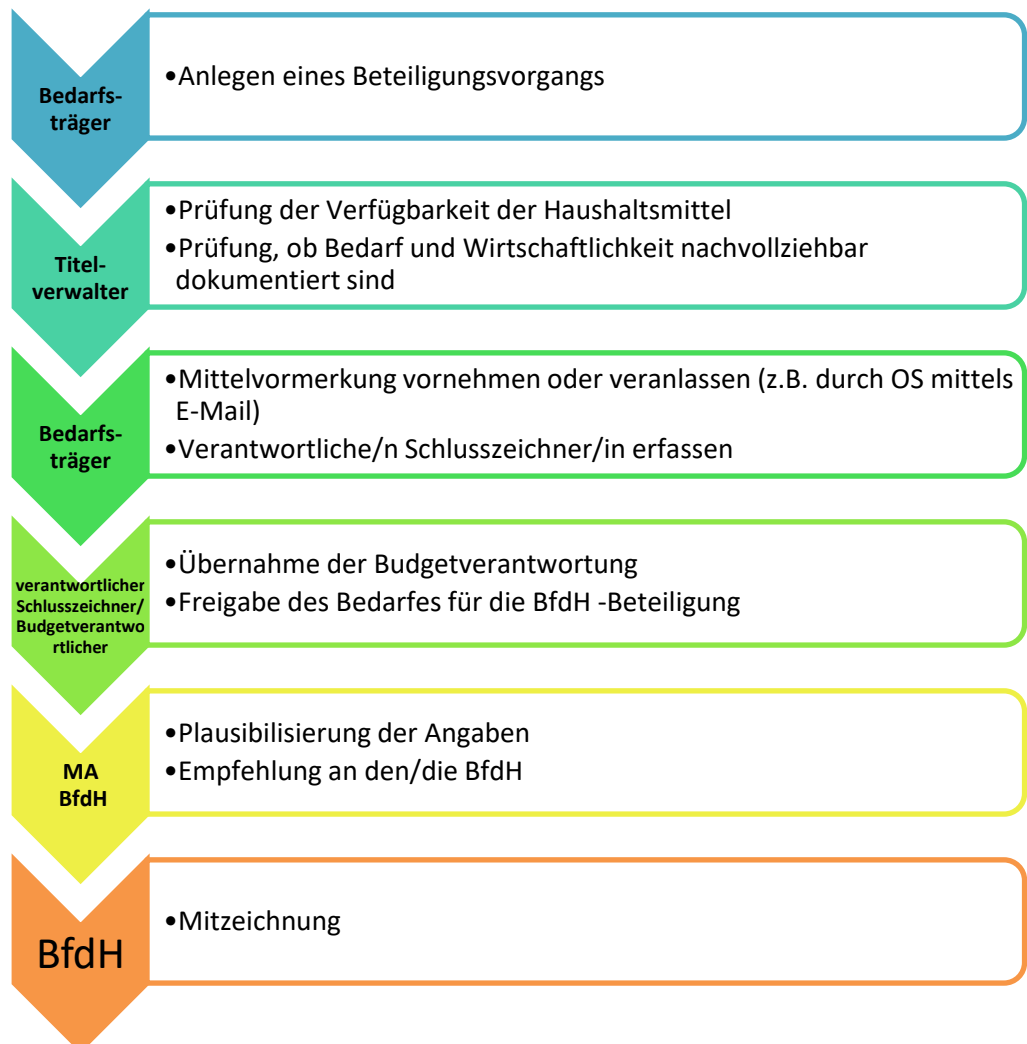 Bedarfs-
träger
•Anlegen eines Beteiligungsvorgangs
Titel-
verwalter
•Prüfung der Verfügbarkeit der Haushaltsmittel
•Prüfung, ob Bedarf und Wirtschaftlichkeit nachvollziehbar
dokumentiert sind
Bedarfs-
träger
•Mittelvormerkung vornehmen oder veranlassen (z.B. durch OS mittels
E-Mail)
•Verantwortliche/n Schlusszeichner/in erfassen
verantwortlicher
Schlusszeichner/
Budgetverantwo
rtlicher
•Übernahme der Budgetverantwortung
•Freigabe des Bedarfes für die BfdH -Beteiligung
MA
BfdH
•Plausibilisierung der Angaben
•Empfehlung an den/die BfdH
BfdH
•Mitzeichnung